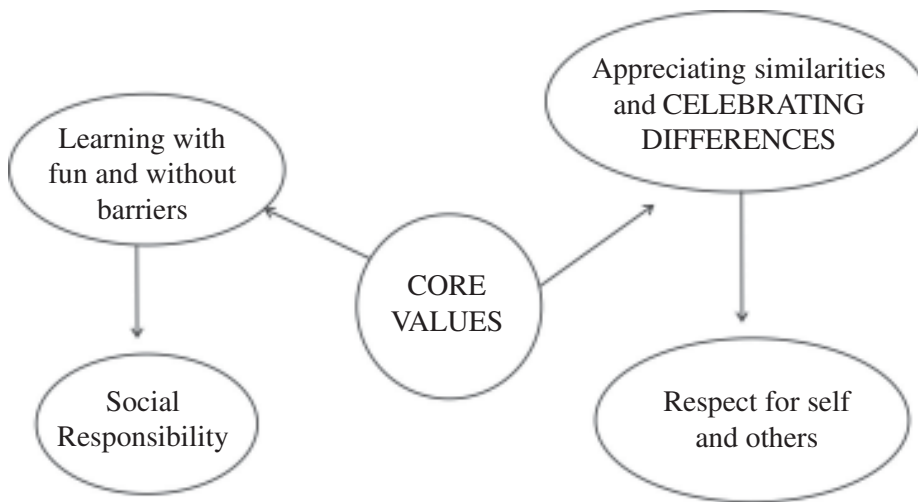 Appreciating similarities
and CELEBRATING
DIFFERENCES
Learning with
fun and without
barriers
CORE
VALUES
Social
Responsibility
Respect for self
and others